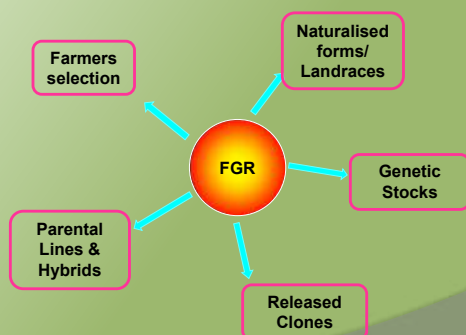 Naturalised
forms/
Landraces
Farmers
selection
FGR
Genetic
Stocks
Parental
Lines &
Hybrids
Released
Clones